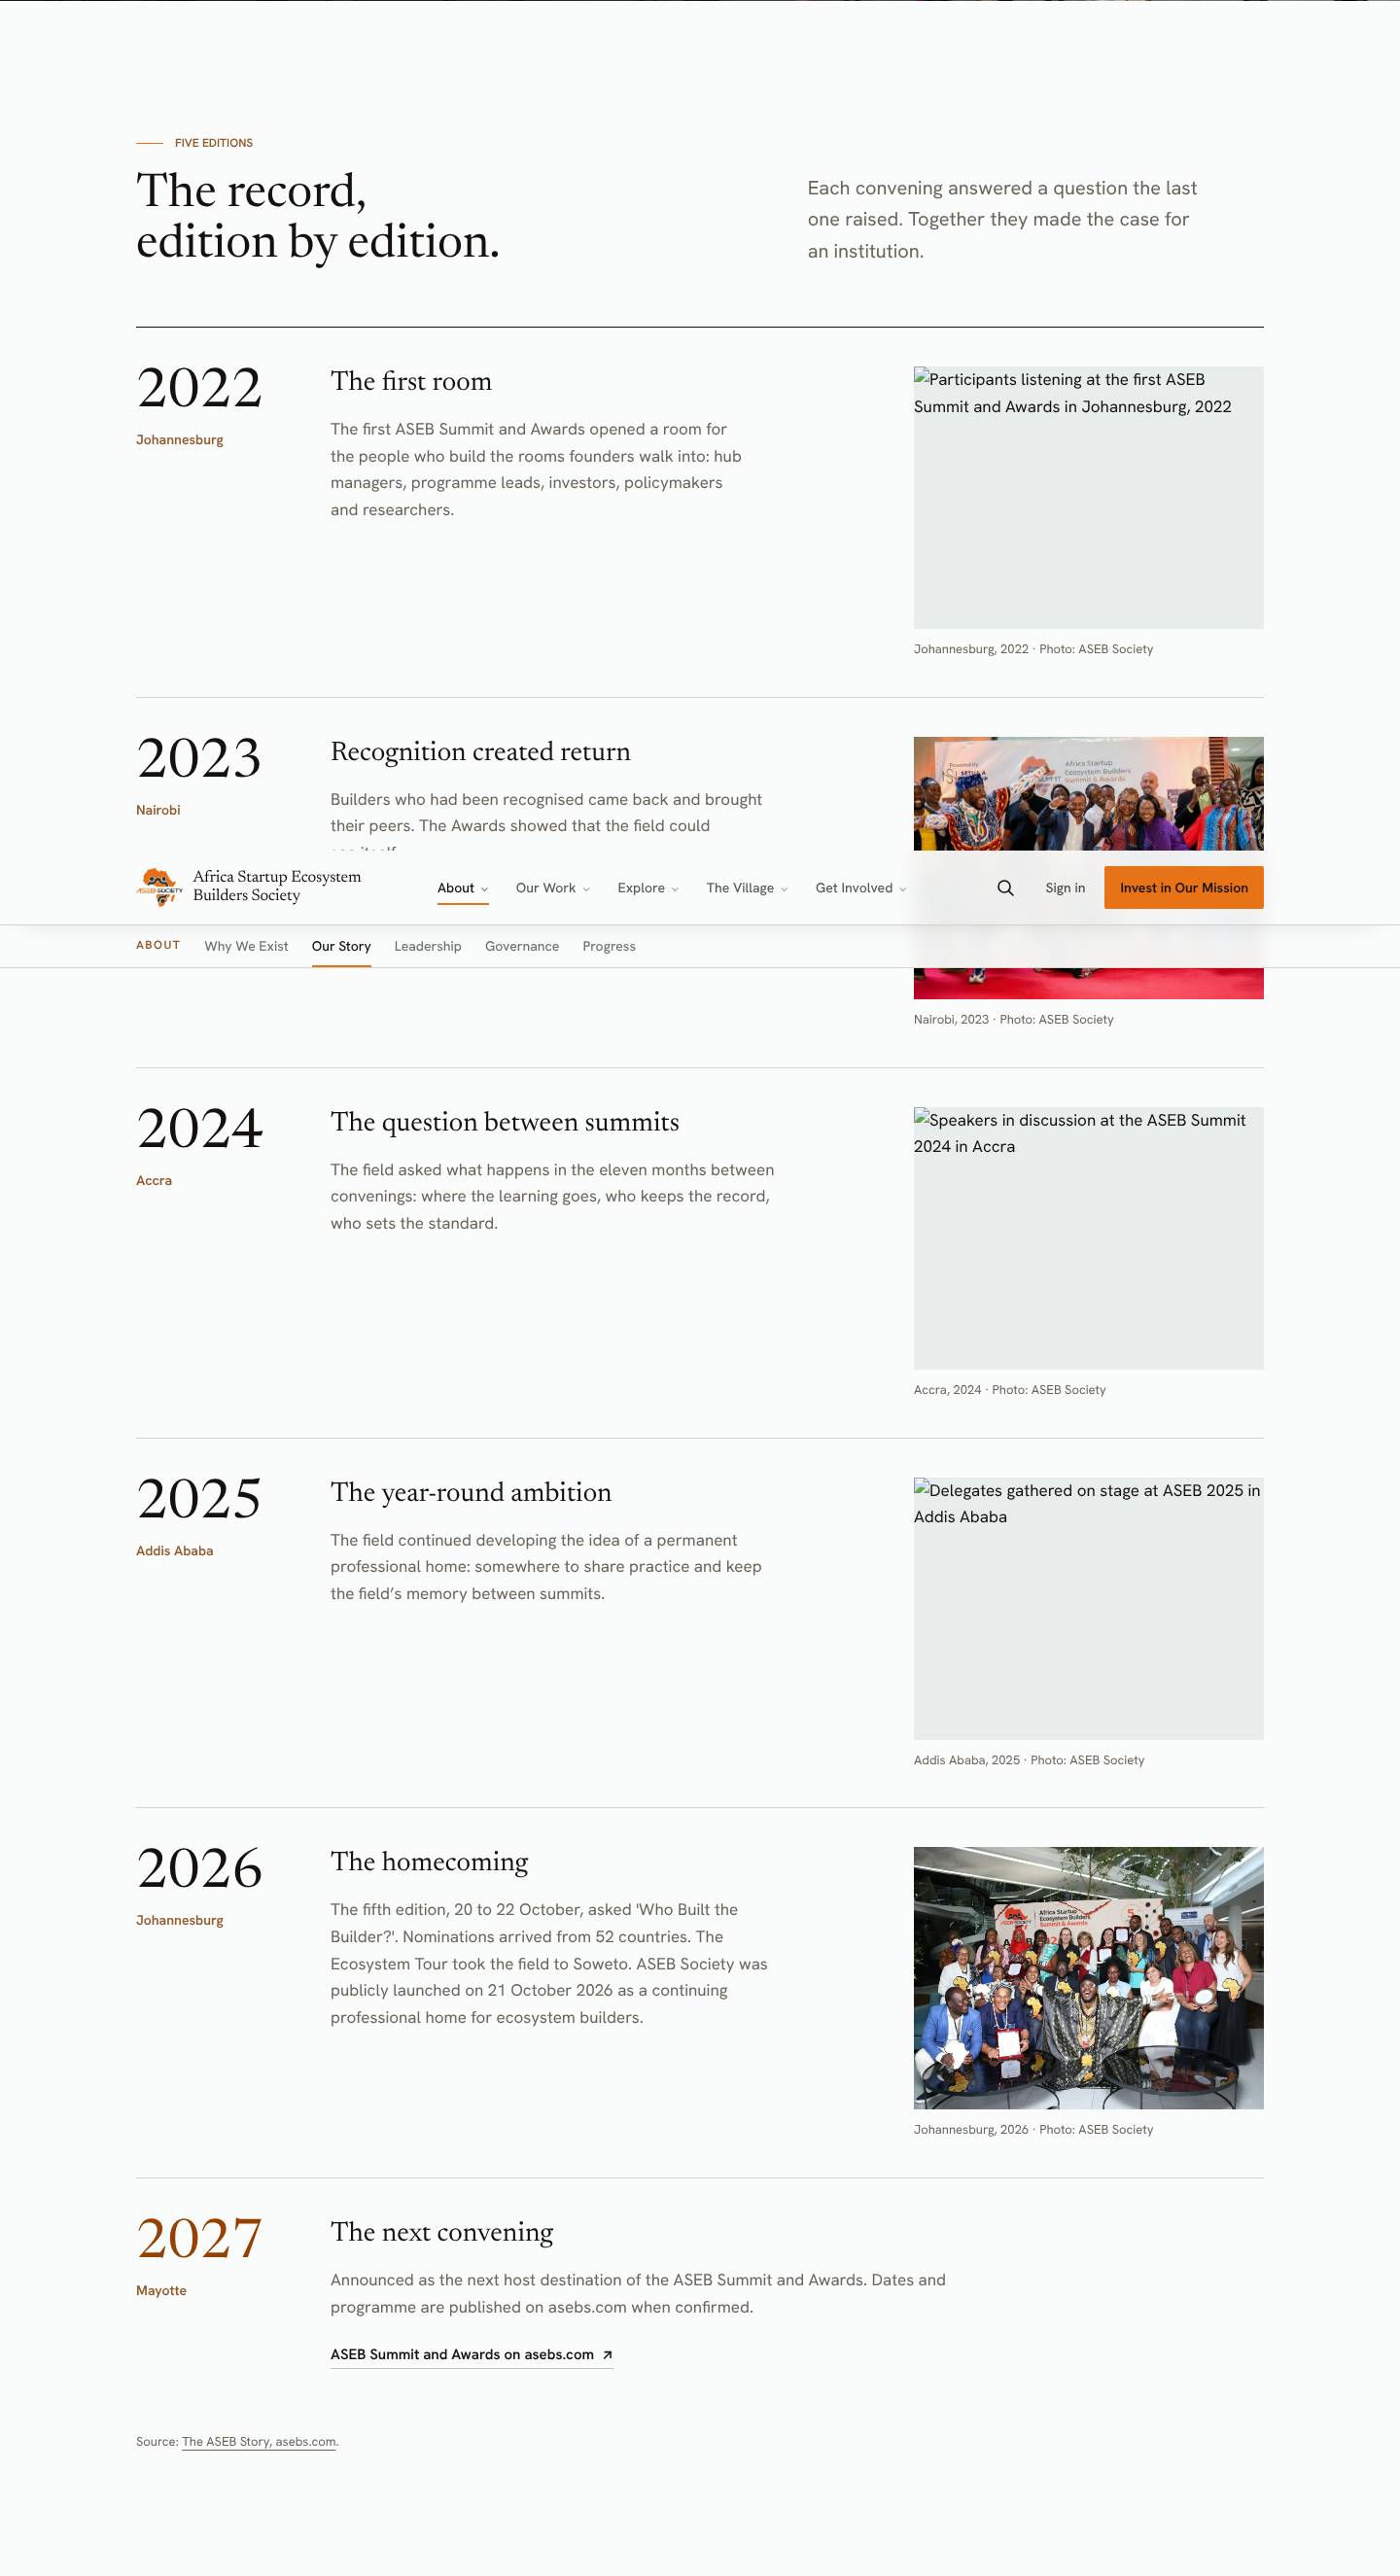 FIVE EDITIONS
The record,
edition by edition.
Each convening answered a question the last
one raised. Together they made the case for
an institution.
2022
Johannesburg
The first room
The first ASEB Summit and Awards opened a room for
the people who build the rooms founders walk into: hub
managers, programme leads, investors, policymakers
and researchers.
Participants listening at the first ASEB
Summit and Awards in Johannesburg, 2022
Johannesburg, 2022 · Photo: ASEB Society
2023
Nairobi
Recognition created return
Builders who had been recognised came back and brought
their peers. The Awards showed that the field could
Africa Startup
Ecosystem Builders
Summit & Awards
Africa Startup Ecosystem
Builders Society
About
Our Work
Explore
The Village
Get Involved
Sign in
Invest in Our Mission
ABOUT
Why We Exist
Our Story
Leadership
Governance
Progress
Nairobi, 2023 · Photo: ASEB Society
2024
Accra
The question between summits
The field asked what happens in the eleven months between
convenings: where the learning goes, who keeps the record,
who sets the standard.
Speakers in discussion at the ASEB Summit
2024 in Accra
Accra, 2024 · Photo: ASEB Society
2025
Addis Ababa
The year-round ambition
The field continued developing the idea of a permanent
professional home: somewhere to share practice and keep
the field’s memory between summits.
Delegates gathered on stage at ASEB 2025 in
Addis Ababa
Addis Ababa, 2025 · Photo: ASEB Society
2026
Johannesburg
The homecoming
The fifth edition, 20 to 22 October, asked 'Who Built the
Builder?'. Nominations arrived from 52 countries. The
Ecosystem Tour took the field to Soweto. ASEB Society was
publicly launched on 21 October 2026 as a continuing
professional home for ecosystem builders.
Africa Startup
Ecosystem Builders
Summit & Awards
Johannesburg, 2026 · Photo: ASEB Society
2027
Mayotte
The next convening
Announced as the next host destination of the ASEB Summit and Awards. Dates and
programme are published on asebs.com when confirmed.
ASEB Summit and Awards on asebs.com
Source: The ASEB Story, asebs.com.